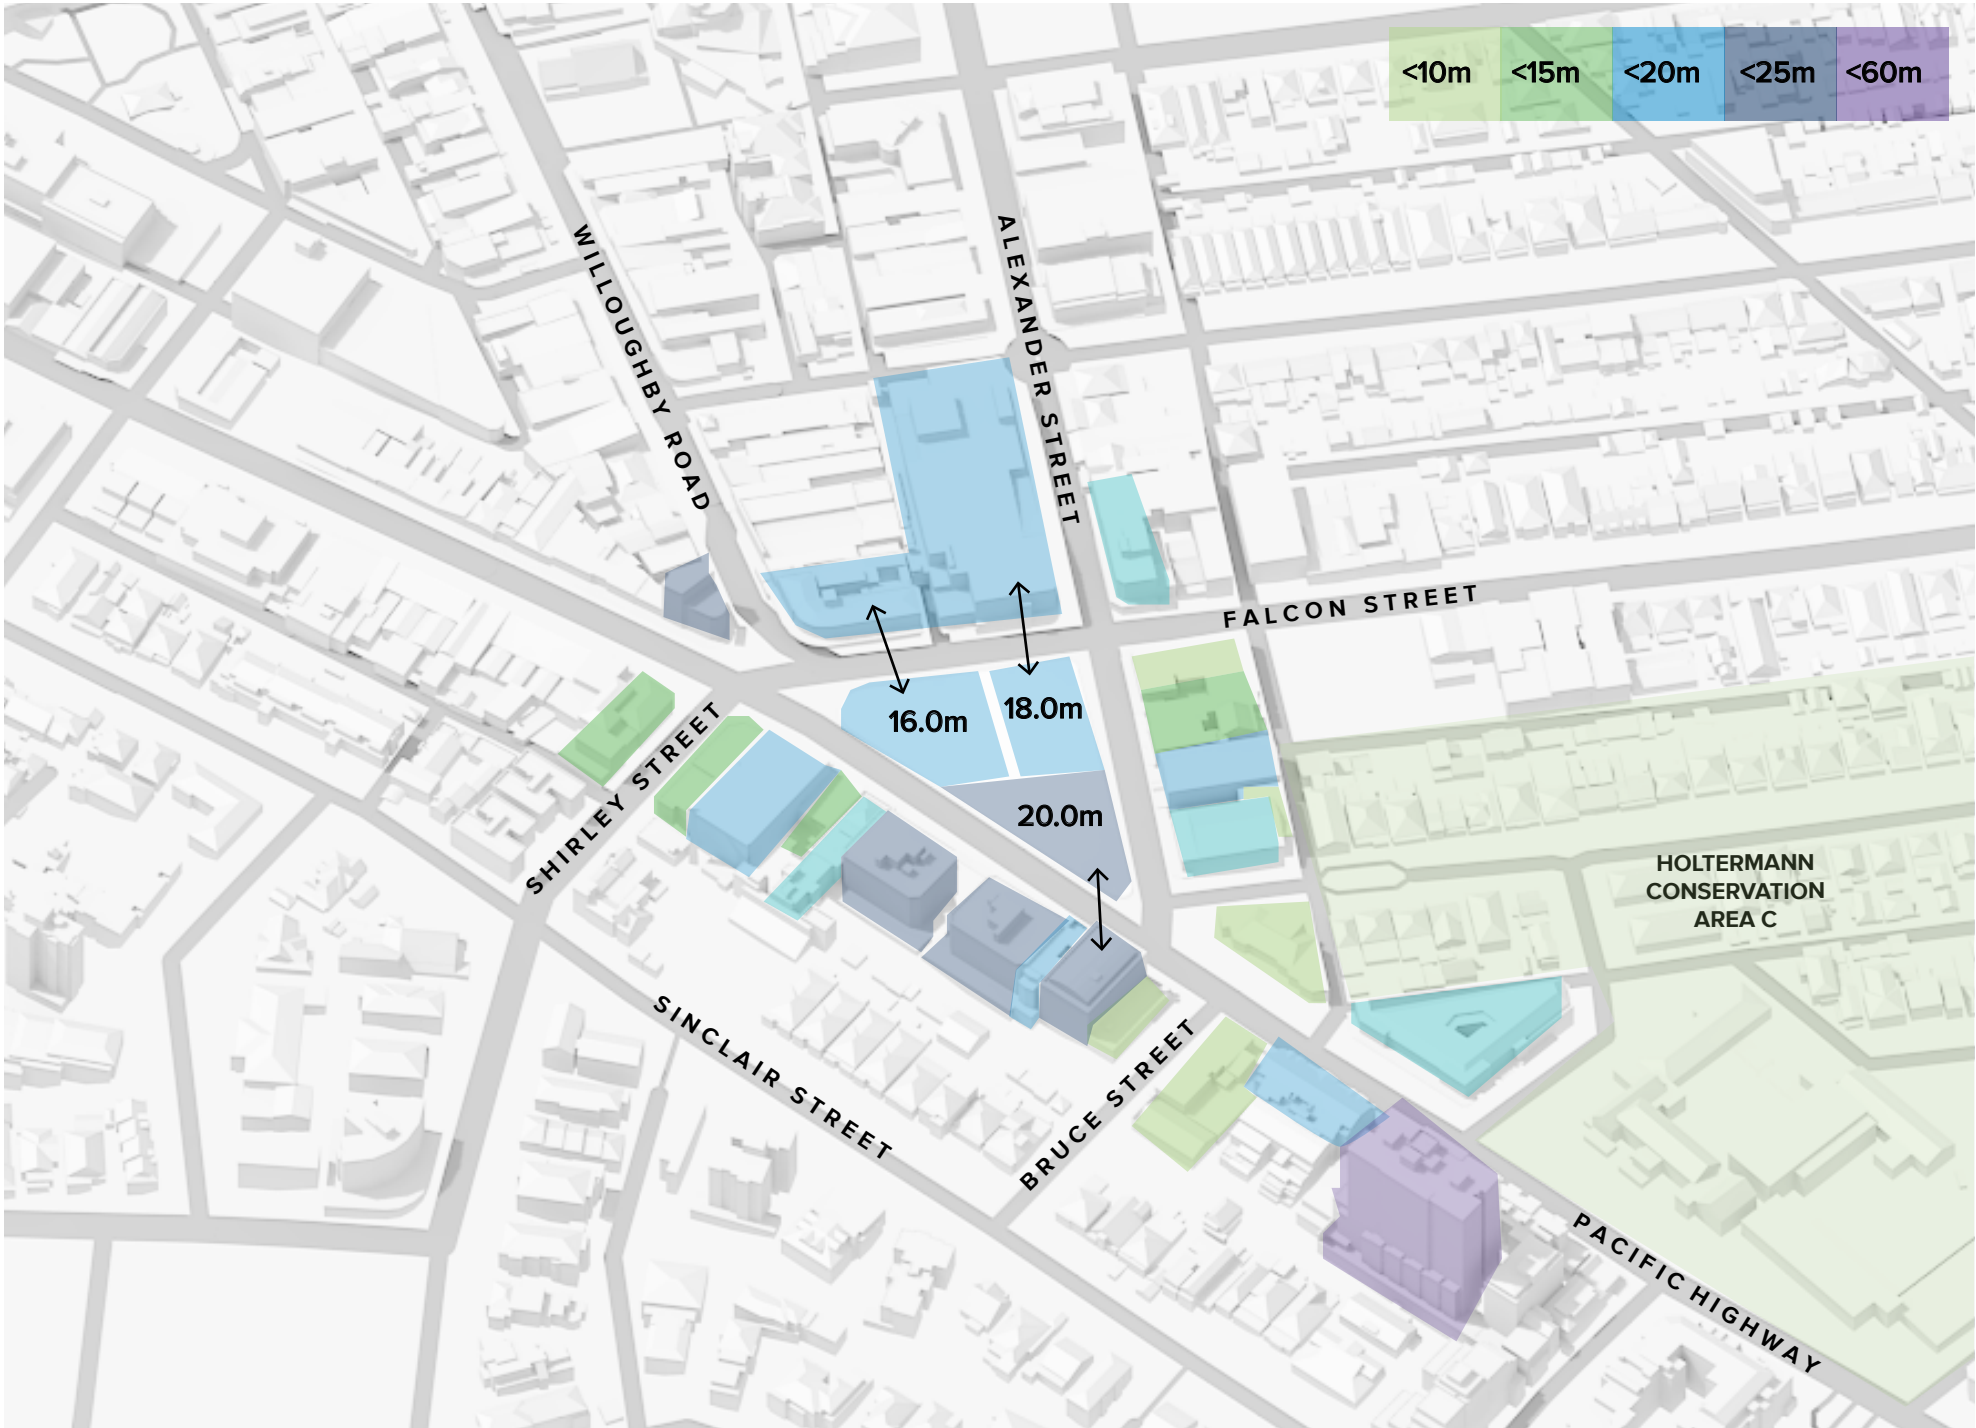 <10m <15m <20m <25m <60m
WILLOUGHBY ROAD
ALEXANDER STREET
FALCON STREET
16.0m
18.0m
20.0m
SHIRLEY STREET
HOLTERMANN
CONSERVATION
AREA C
SINCLAIR STREET
BRUCE STREET
PACIFIC HIGHWAY